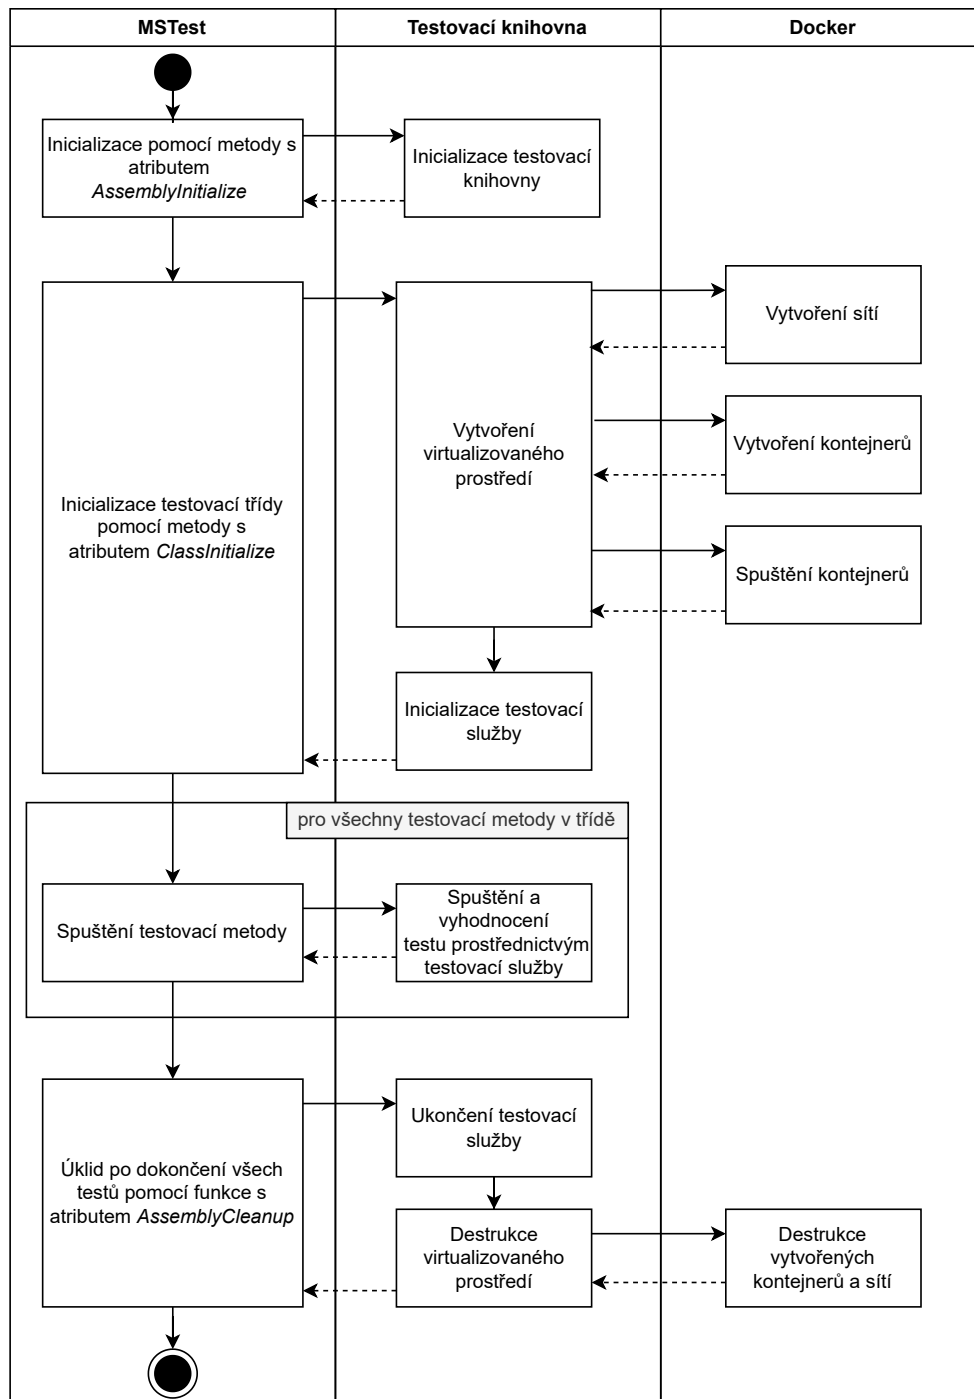 MSTest
Testovací knihovna
Docker
Inicializace pomocí metody s
atributem
AssemblyInitialize
Inicializace testovací
knihovny
Vytvoření sítí
Vytvoření
virtualizovaného
prostředí
Vytvoření kontejnerů
Inicializace testovací třídy
pomocí metody s
atributem ClassInitialize
Spuštění kontejnerů
Inicializace testovací
služby
pro všechny testovací metody v třídě
Spuštění testovací metody
Spuštění a
vyhodnocení
testu prostřednictvým
testovací služby
Ukončení testovací
služby
Úklid po dokončení všech
testů pomocí funkce s
atributem AssemblyCleanup
Destrukce
virtualizovaného
prostředí
Destrukce
vytvořených
kontejnerů a sítí